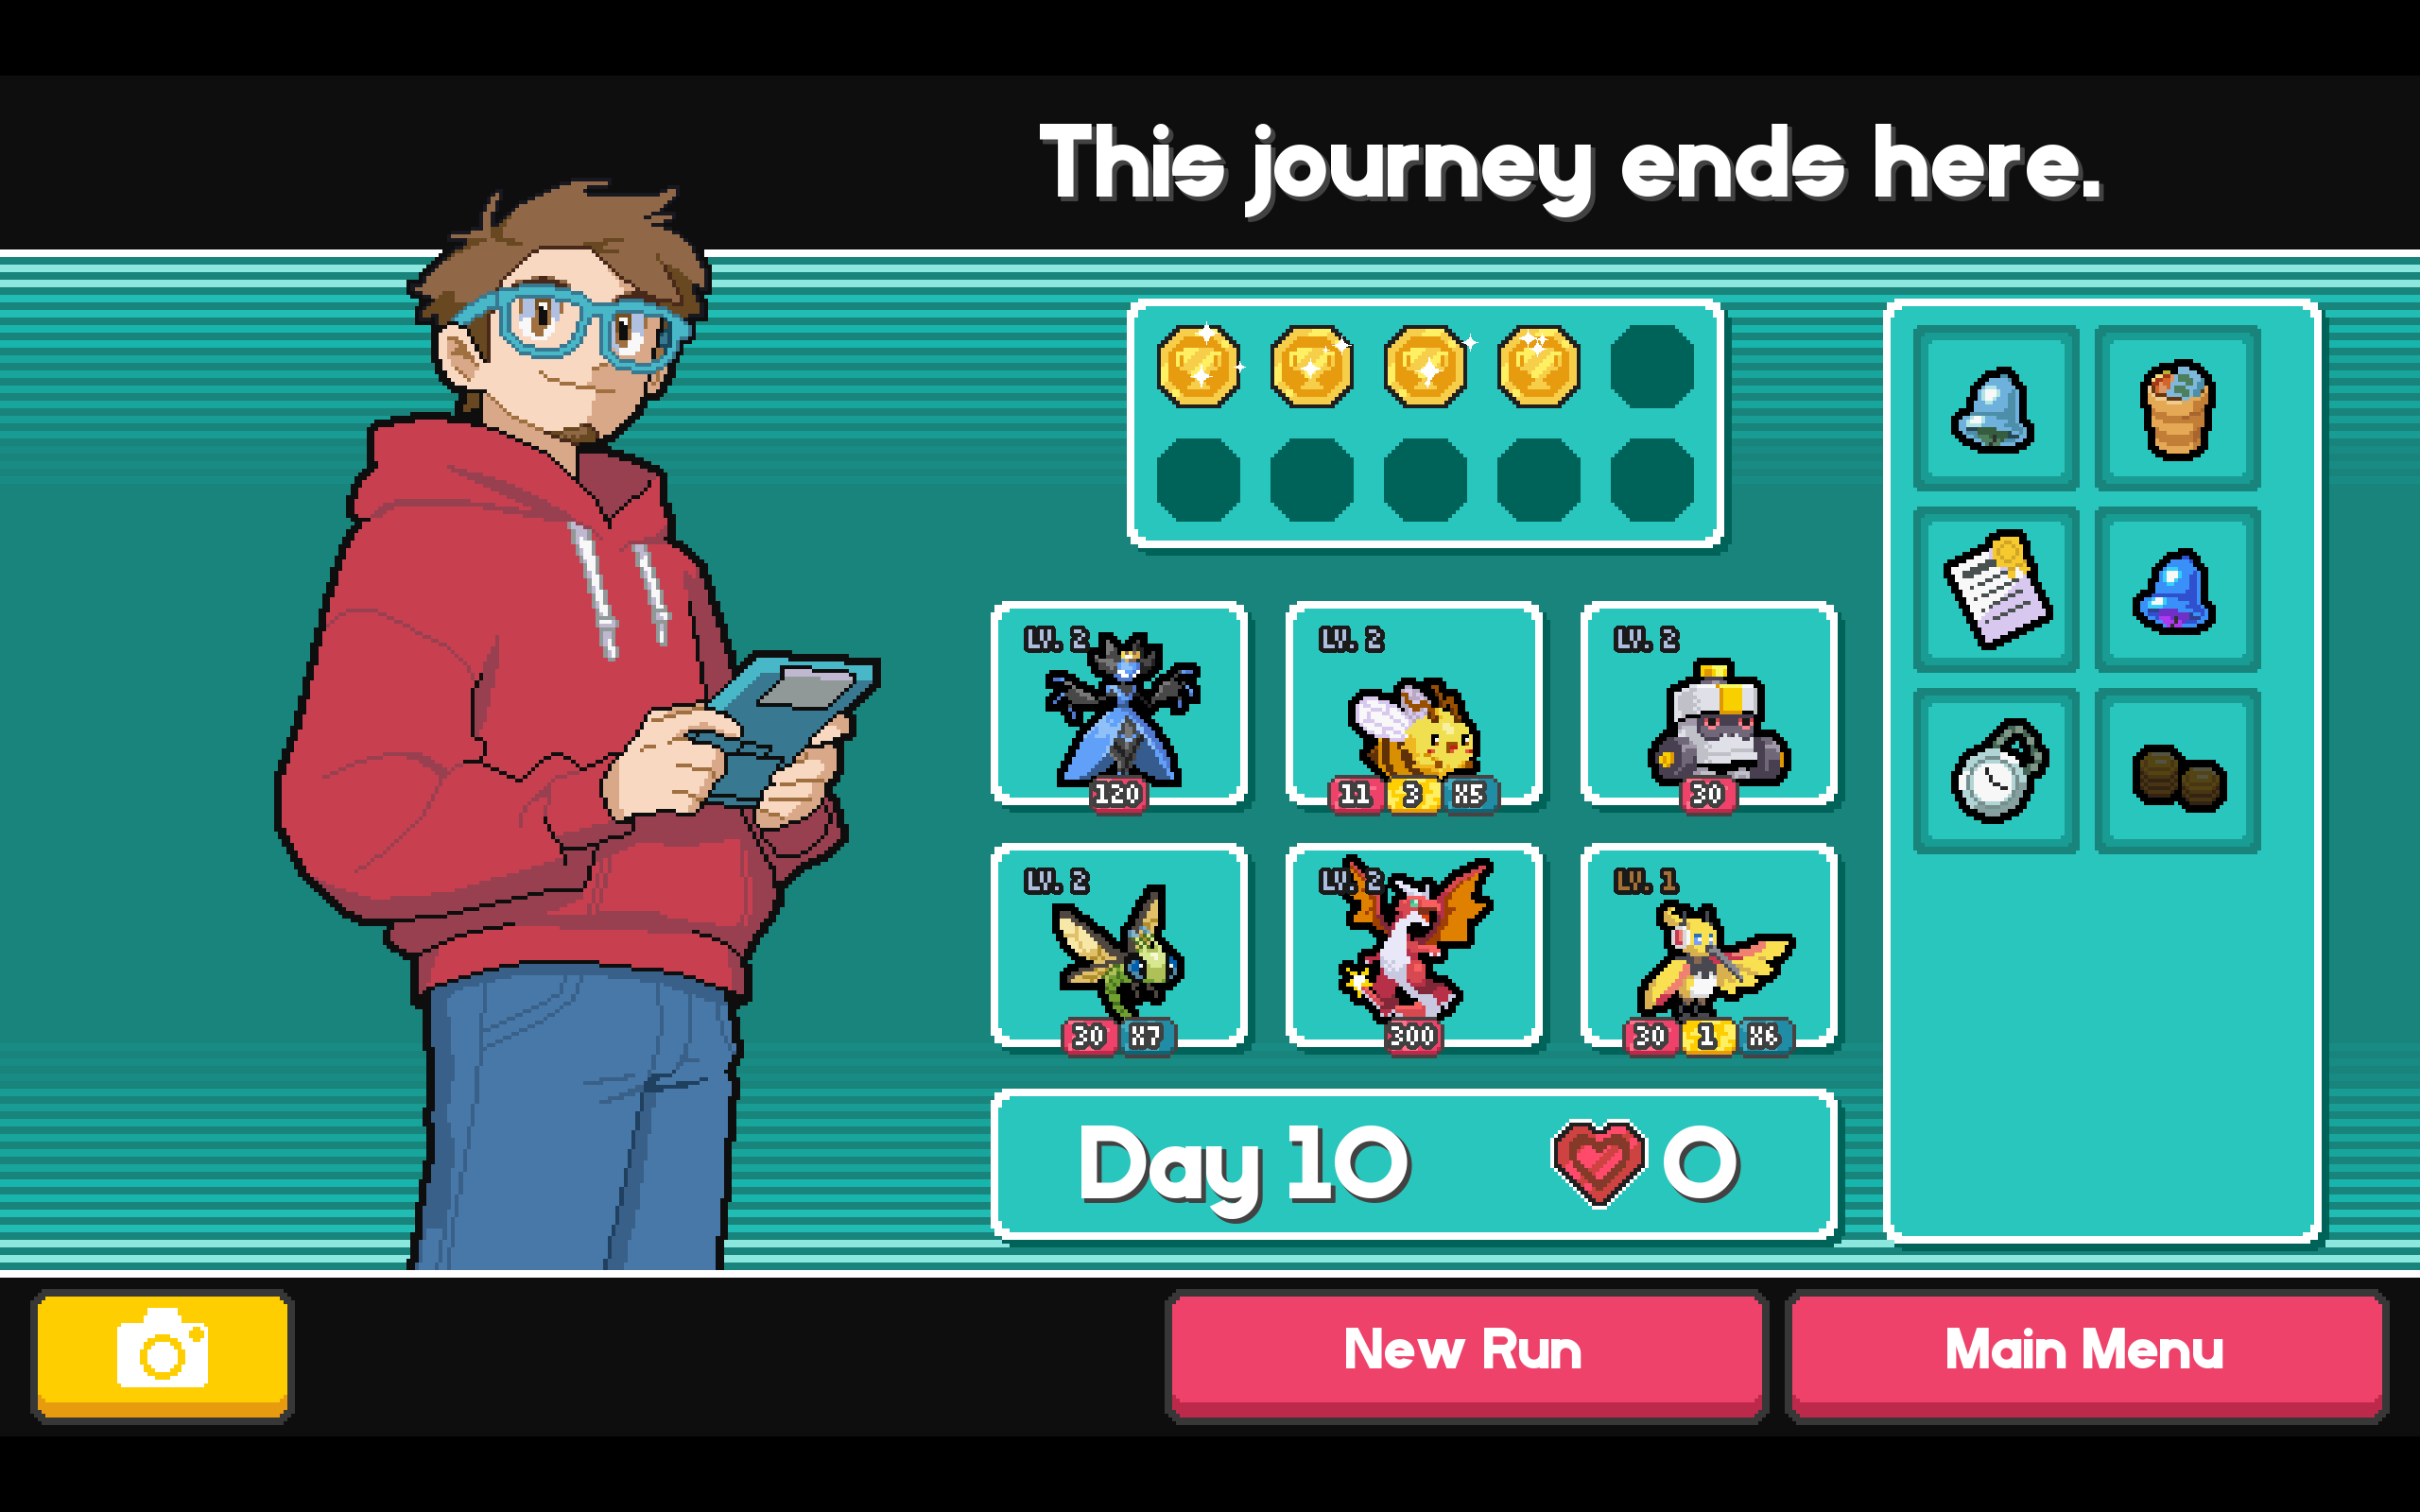 This journey ends here.
LV. 2
120
LV. 2
11 3 X5
LV. 2
30
LV. 2
30 X7
LV. 2
300
LV. 1
30 1 X6
Day 10 0
New Run
Main Menu